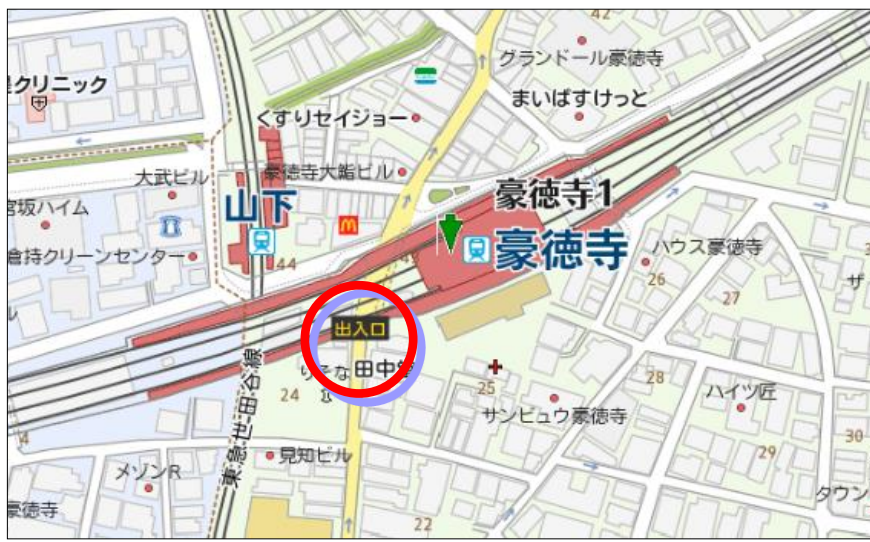 42
グランドール豪徳寺
クリニック
まいばすけっと
くすりセイジョー
豪徳寺大鮨ビル
大武ビル
豪徳寺1
宮坂ハイム
山下
豪徳寺
ハウス豪徳寺
倉持クリーンセンター
44
26
ザ
27
出入口
りそな
田中
24
25
28
ハイツ匠
サンビュウ豪徳寺
4
東急世田谷線
30
見知ビル
29
メゾンR
タウン
豪徳寺
22